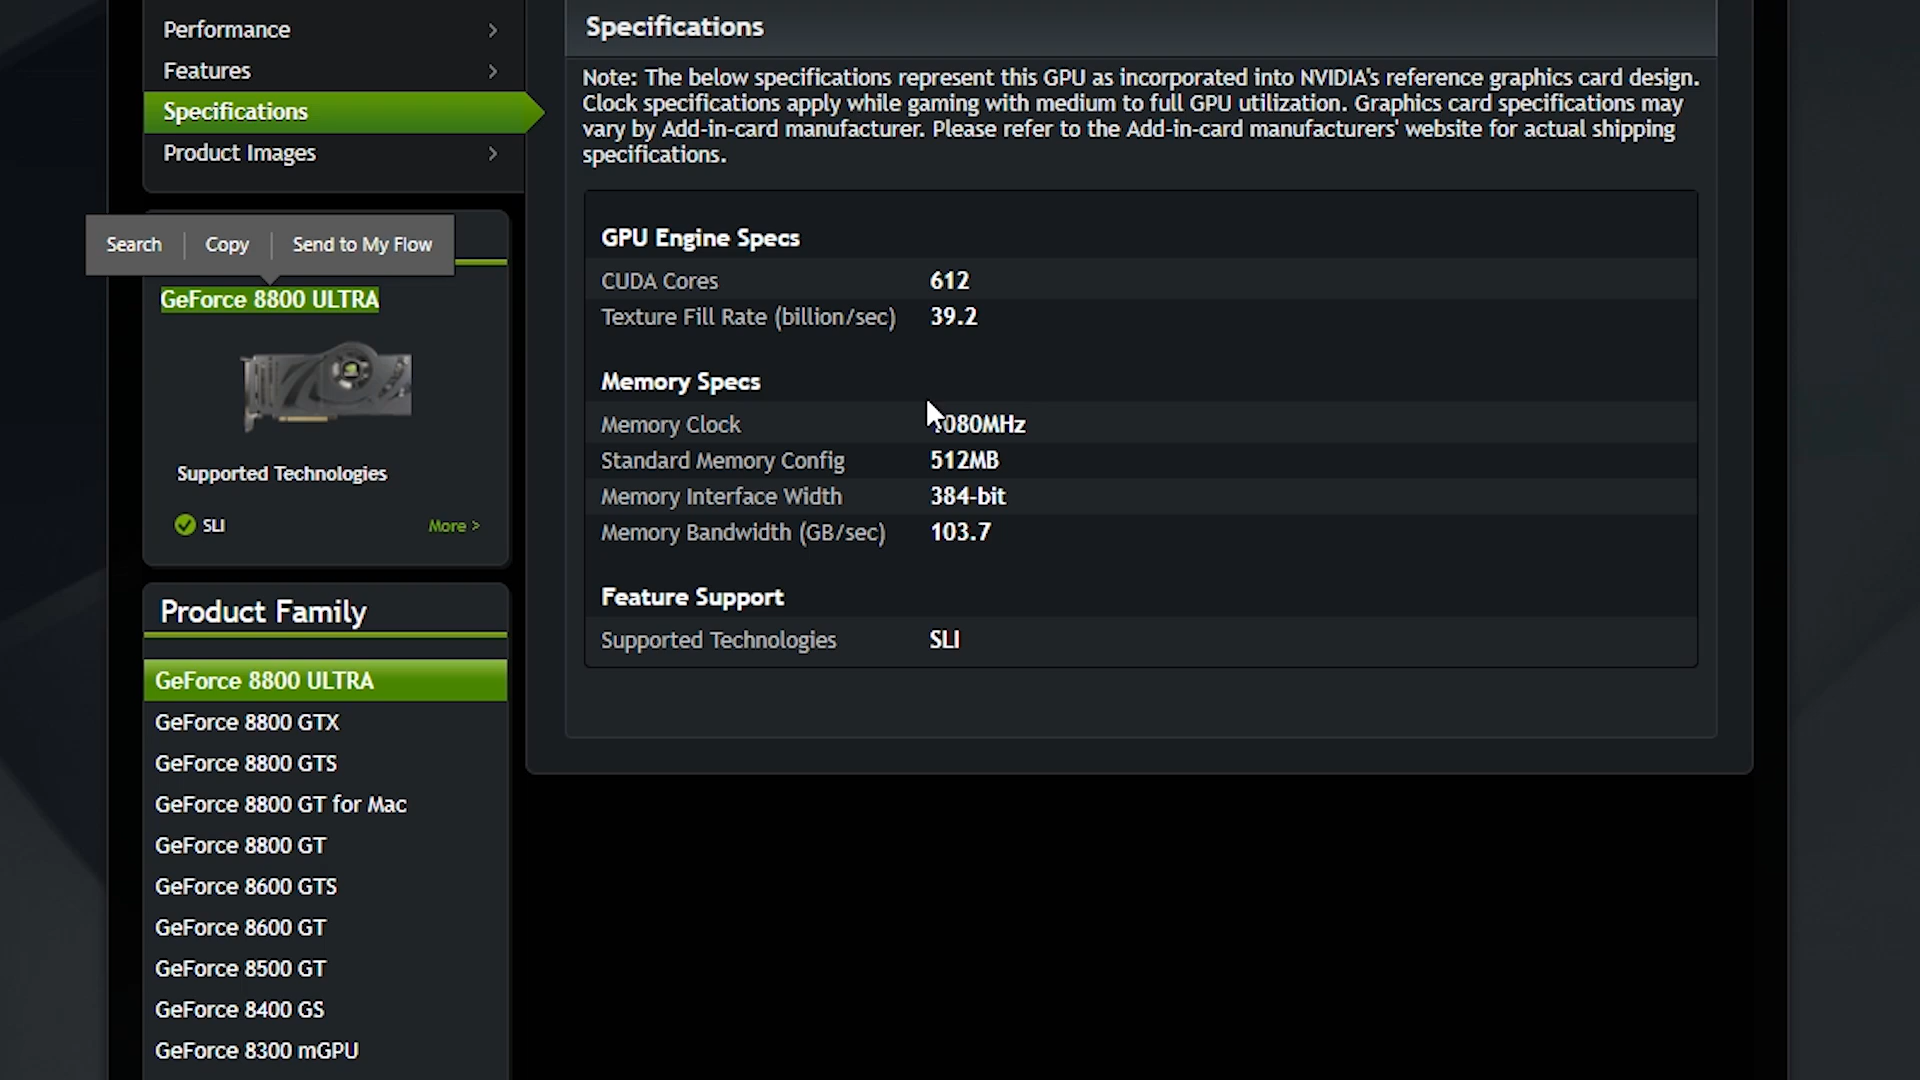 Performance
Features
Specifications
Product Images
Search
Copy
Send to My Flow
GeForce 8800 ULTRA
Supported Technologies
SLI
More >
Product Family
GeForce 8800 ULTRA
GeForce 8800 GTX
GeForce 8800 GTS
GeForce 8800 GT for Mac
GeForce 8800 GT
GeForce 8600 GTS
GeForce 8600 GT
GeForce 8500 GT
GeForce 8400 GS
GeForce 8300 mGPU
Specifications
Note: The below specifications represent this GPU as incorporated into NVIDIA's reference graphics card design.
Clock specifications apply while gaming with medium to full GPU utilization. Graphics card specifications may
vary by Add-in-card manufacturer. Please refer to the Add-in-card manufacturers' website for actual shipping
specifications.
GPU Engine Specs
CUDA Cores 612
Texture Fill Rate (billion/sec) 39.2
Memory Specs
Memory Clock 1080MHz
Standard Memory Config 512MB
Memory Interface Width 384-bit
Memory Bandwidth (GB/sec) 103.7
Feature Support
Supported Technologies SLI